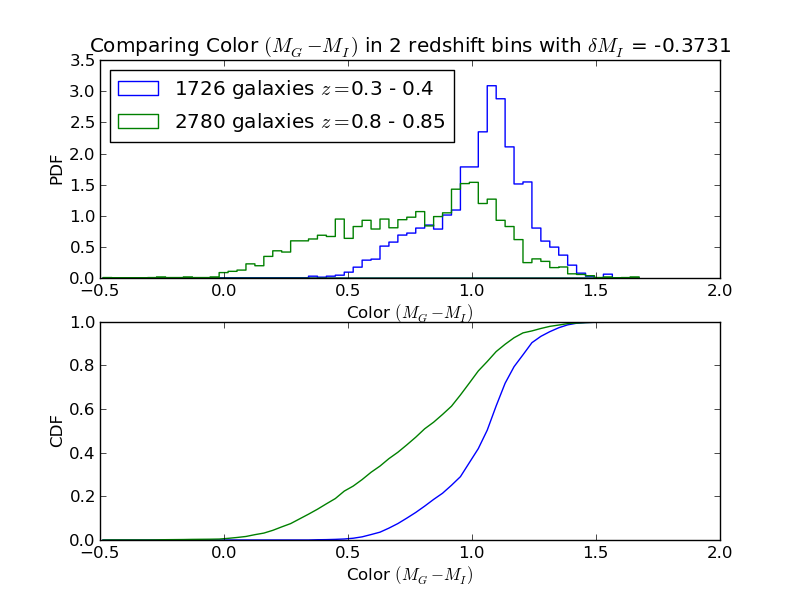 Comparing Color (M_G − M_I) in 2 redshift bins with δM_I = -0.3731
3.5
3.0
2.5
2.0
1.5
1.0
0.5
0.0
PDF
1726 galaxies z = 0.3 - 0.4
2780 galaxies z = 0.8 - 0.85
−0.5 0.0 0.5 1.0 1.5 2.0
Color (M_G − M_I)
1.0
0.8
0.6
0.4
0.2
0.0
CDF
−0.5 0.0 0.5 1.0 1.5 2.0
Color (M_G − M_I)